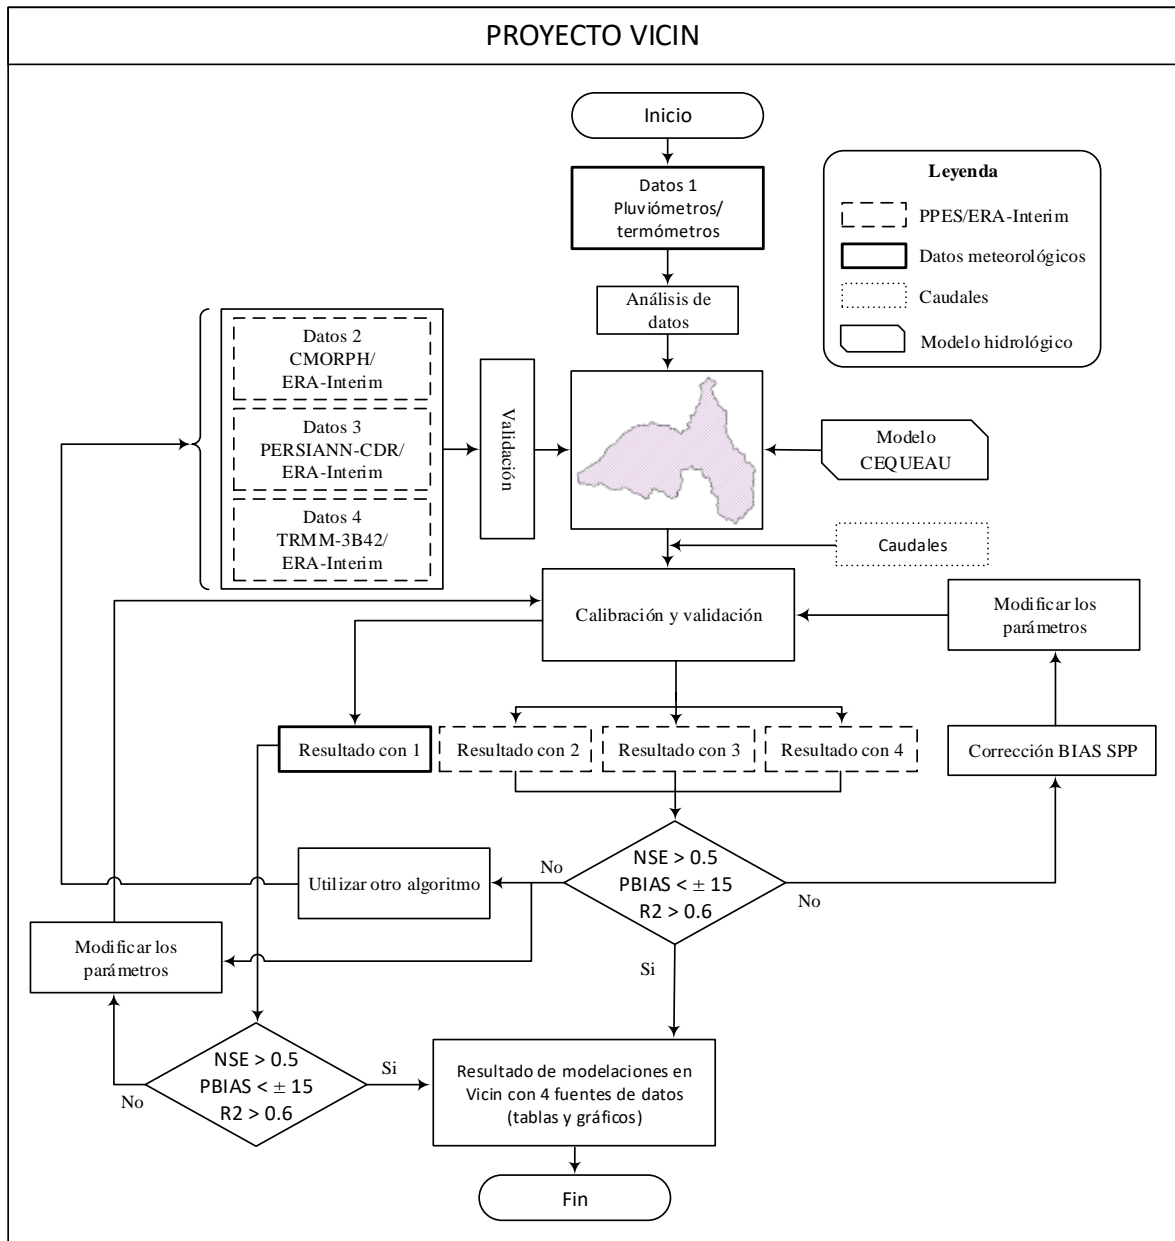 PROYECTO VICIN
Inicio
Datos 1
Pluviómetros/
termómetros
Leyenda
PPES/ERA-Interim
Datos meteorológicos
Caudales
Modelo hidrológico
Análisis de
datos
Datos 2
CMORPH/
ERA-Interim
Datos 3
PERSIANN-CDR/
ERA-Interim
Datos 4
TRMM-3B42/
ERA-Interim
Validación
Modelo
CEQUEAU
Caudales
Calibración y validación
Modificar los
parámetros
Resultado con 1
Resultado con 2
Resultado con 3
Resultado con 4
Corrección BIAS SPP
NSE > 0.5
PBIAS < ± 15
R2 > 0.6
No
No
Si
Utilizar otro algoritmo
Modificar los
parámetros
NSE > 0.5
PBIAS < ± 15
R2 > 0.6
No
Si
Resultado de modelaciones en
Vicin con 4 fuentes de datos
(tablas y gráficos)
Fin